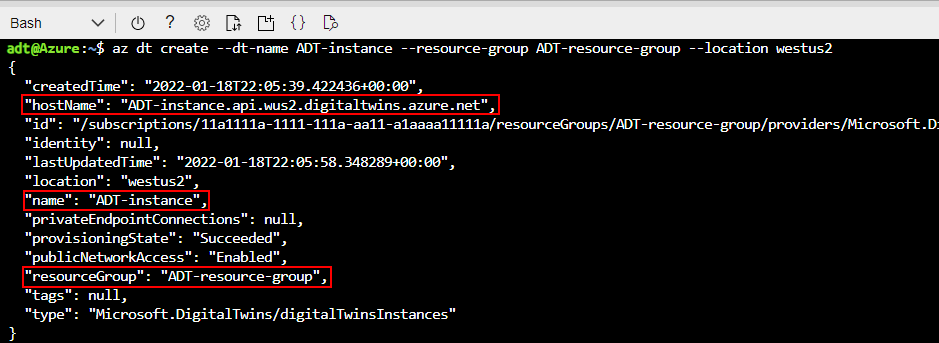 Bash
?
{}
adt@Azure:~$ az dt create --dt-name ADT-instance --resource-group ADT-resource-group --location westus2
{
"createdTime": "2022-01-18T22:05:39.422436+00:00",
"hostName": "ADT-instance.api.wus2.digitaltwins.azure.net",
"id": "/subscriptions/11a1111a-1111-111a-aa11-a1aaaa11111a/resourceGroups/ADT-resource-group/providers/Microsoft.Di
"identity": null,
"lastUpdatedTime": "2022-01-18T22:05:58.348289+00:00",
"location": "westus2",
"name": "ADT-instance",
"privateEndpointConnections": null,
"provisioningState": "Succeeded",
"publicNetworkAccess": "Enabled",
"resourceGroup": "ADT-resource-group",
"tags": null,
"type": "Microsoft.DigitalTwins/digitalTwinsInstances"
}